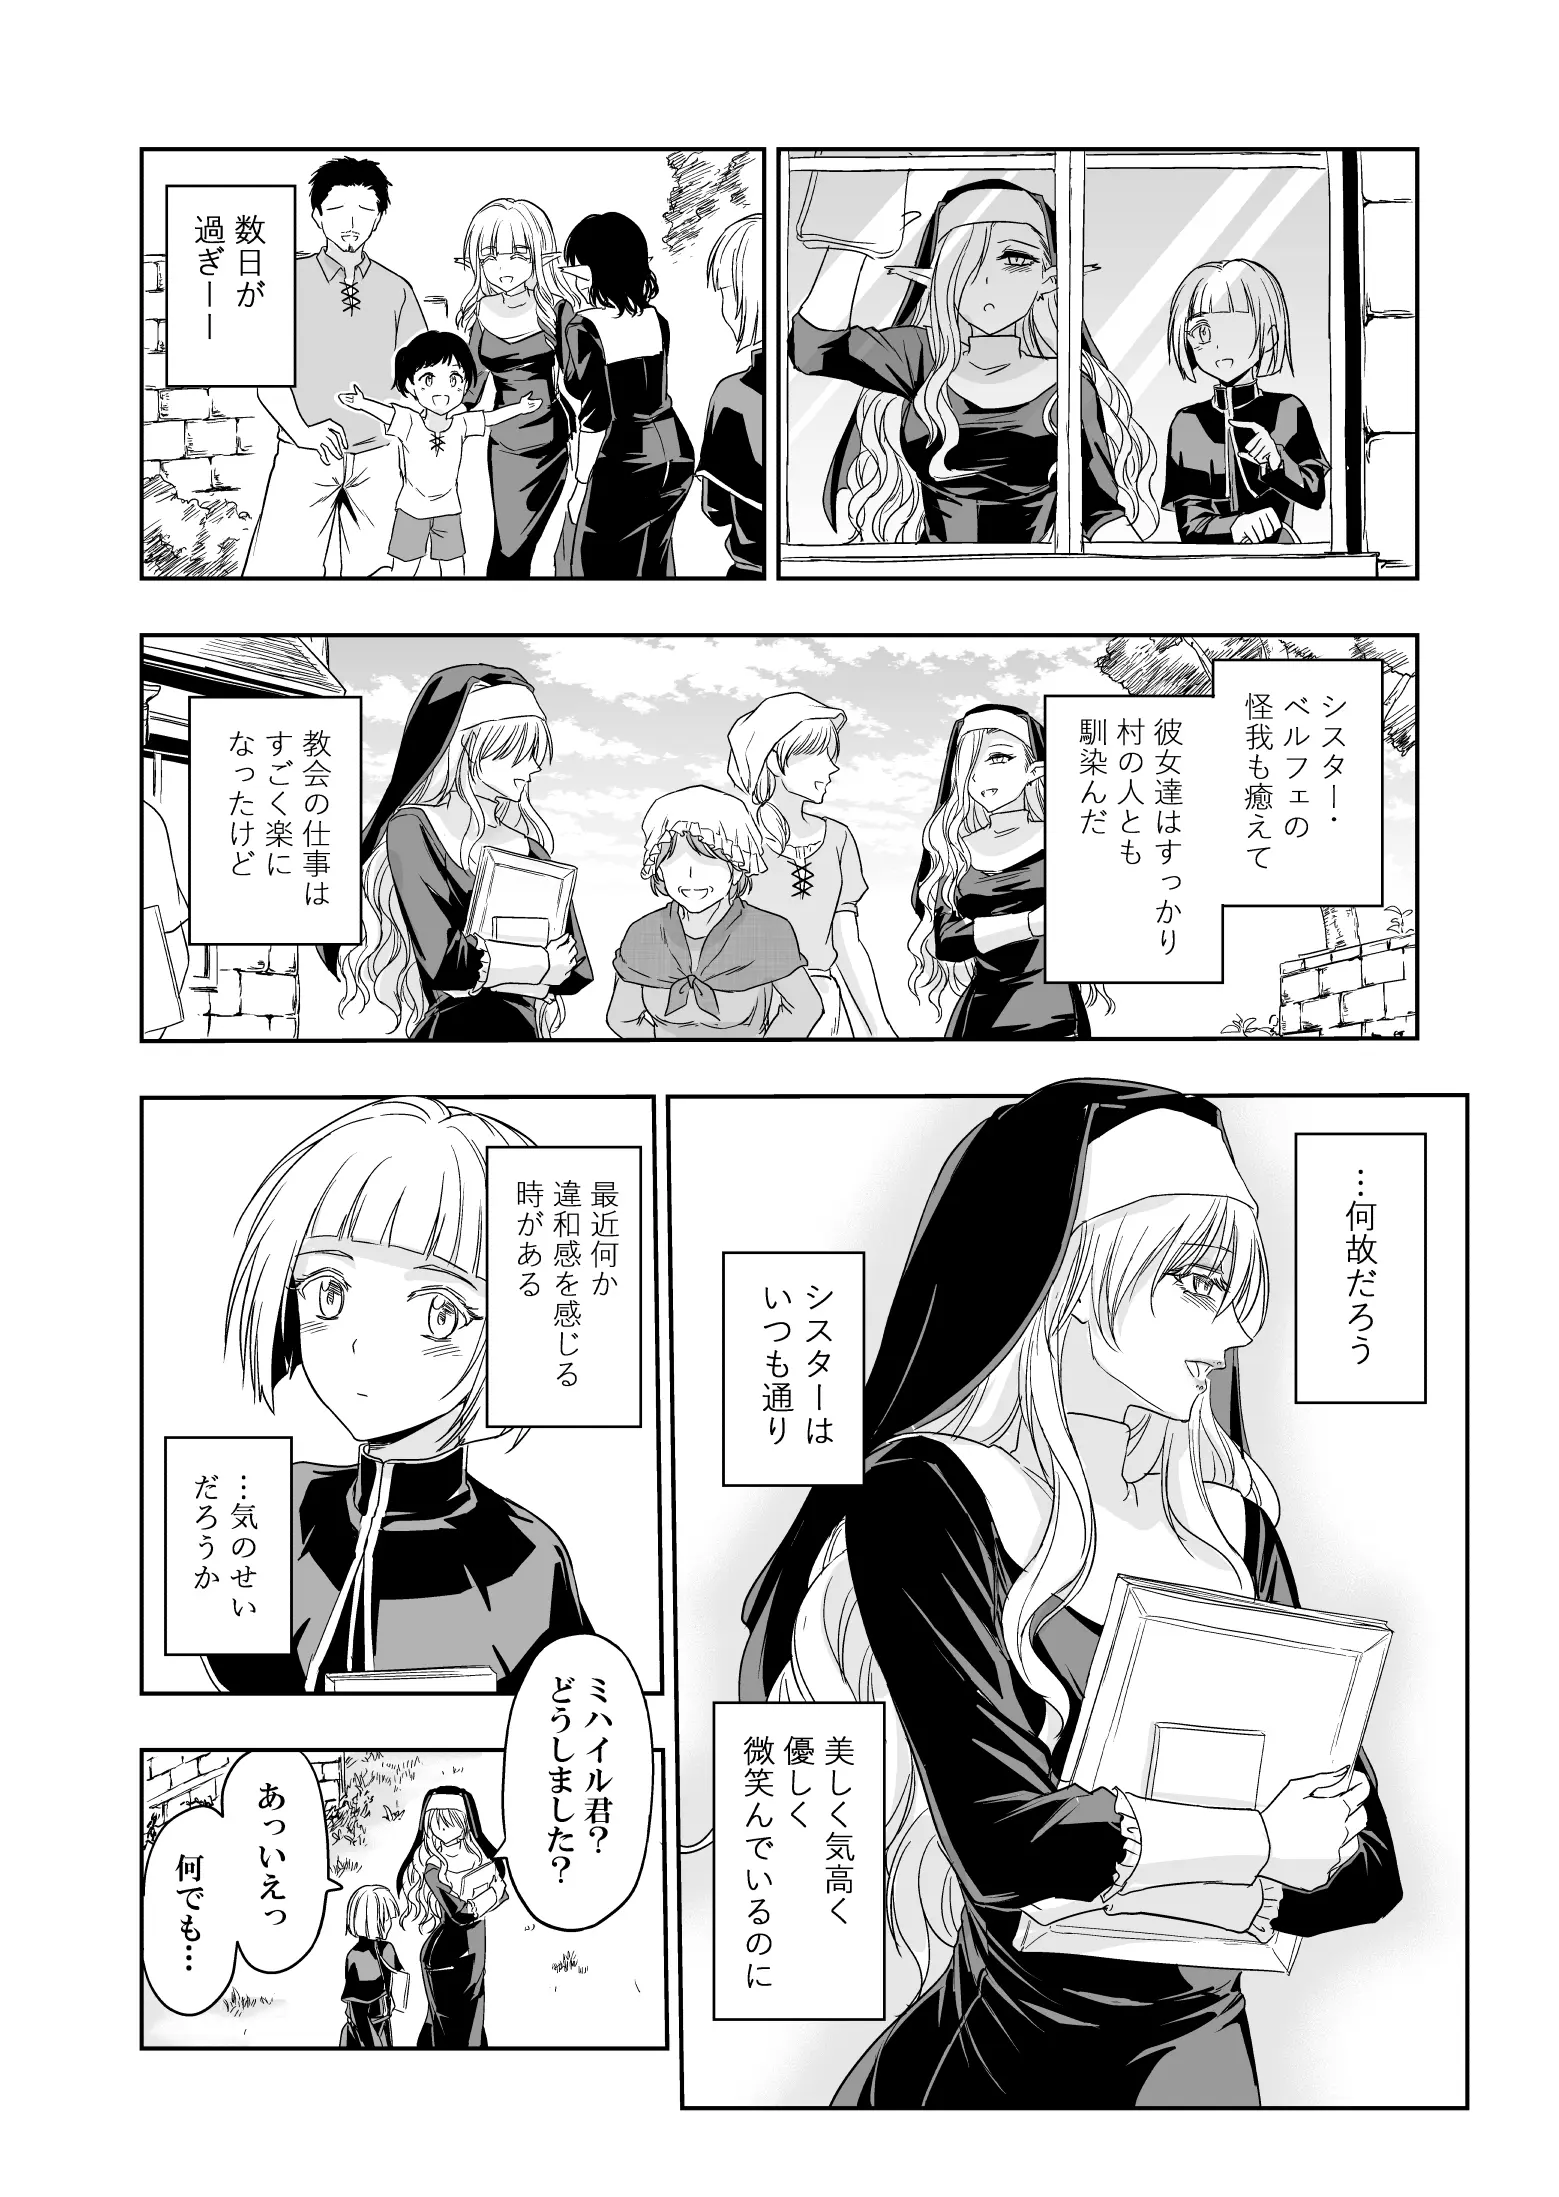 数日が
過ぎーー
シスター・
ベルフェの
怪我も癒えて
彼女達はすっかり
村の人とも
馴染んだ
教会の仕事は
すごく楽に
なったけど
…何故だろう
シスターは
いつも通り
美しく気高く
優しく
微笑んでいるのに
最近何か
違和感を感じる
時がある
…気のせい
だろうか
ミハイル君?
どうしました?
あっいえっ
何でも…